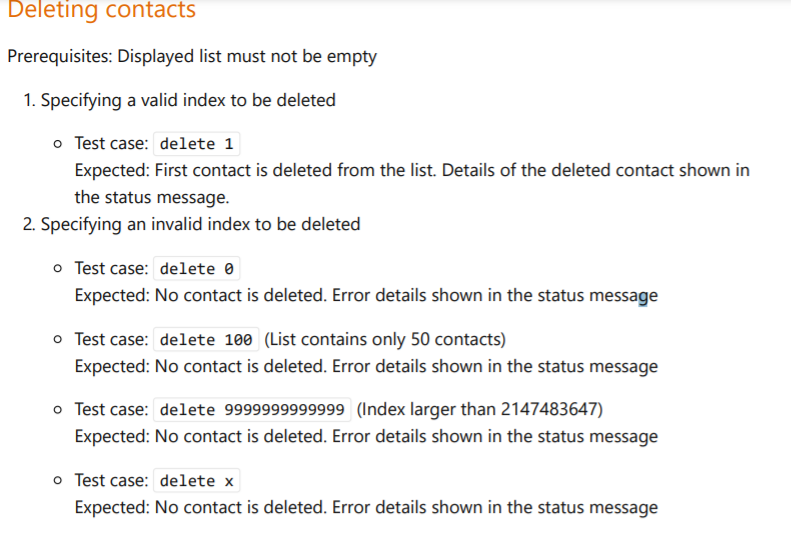 Deleting contacts
Prerequisites: Displayed list must not be empty
1. Specifying a valid index to be deleted
Test case: delete 1
Expected: First contact is deleted from the list. Details of the deleted contact shown in
the status message.
2. Specifying an invalid index to be deleted
Test case: delete 0
Expected: No contact is deleted. Error details shown in the status message
Test case: delete 100 (List contains only 50 contacts)
Expected: No contact is deleted. Error details shown in the status message
Test case: delete 9999999999999 (Index larger than 2147483647)
Expected: No contact is deleted. Error details shown in the status message
Test case: delete x
Expected: No contact is deleted. Error details shown in the status message